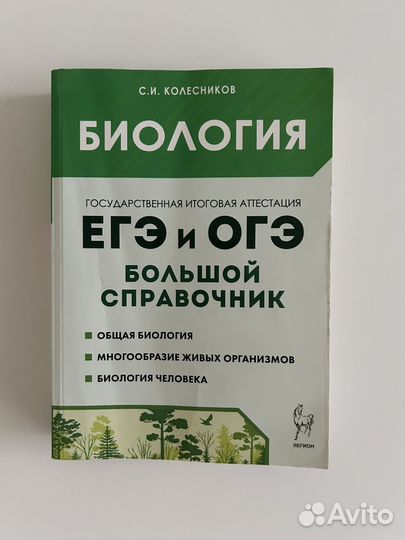 С.И. КОЛЕСНИКОВ
БИОЛОГИЯ
ГОСУДАРСТВЕННАЯ ИТОГОВАЯ АТТЕСТАЦИЯ
ЕГЭ и ОГЭ
БОЛЬШОЙ
СПРАВОЧНИК
ОБЩАЯ БИОЛОГИЯ
МНОГООБРАЗИЕ ЖИВЫХ ОРГАНИЗМОВ
БИОЛОГИЯ ЧЕЛОВЕКА
ЛЕГИОН
Avito